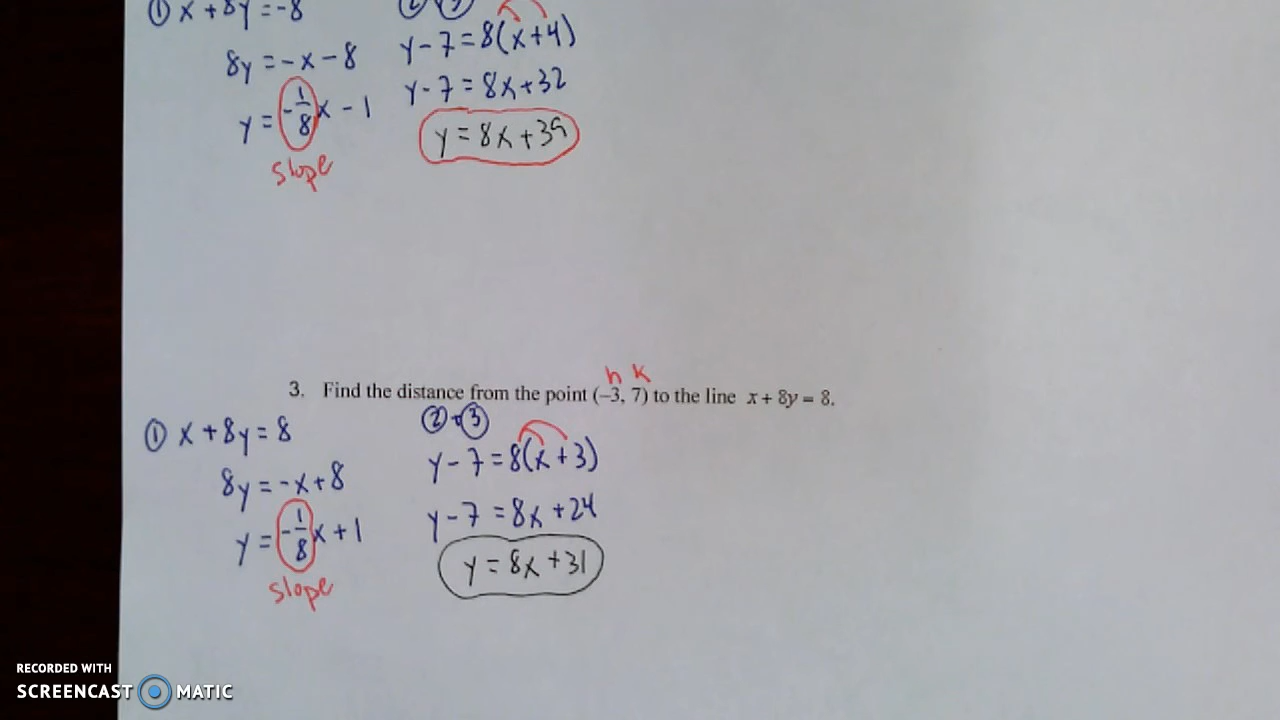 ① x + 8y = -8
② ③
8y = -x - 8
y - 7 = 8(x + 4)
y = -1/8 x - 1
y - 7 = 8x + 32
y = 8x + 39
slope
h k
3. Find the distance from the point (–3, 7) to the line x + 8y = 8.
① x + 8y = 8
②+③
8y = -x + 8
y - 7 = 8(x + 3)
y = -1/8 x + 1
y - 7 = 8x + 24
y = 8x + 31
slope
RECORDED WITH
SCREENCAST MATIC